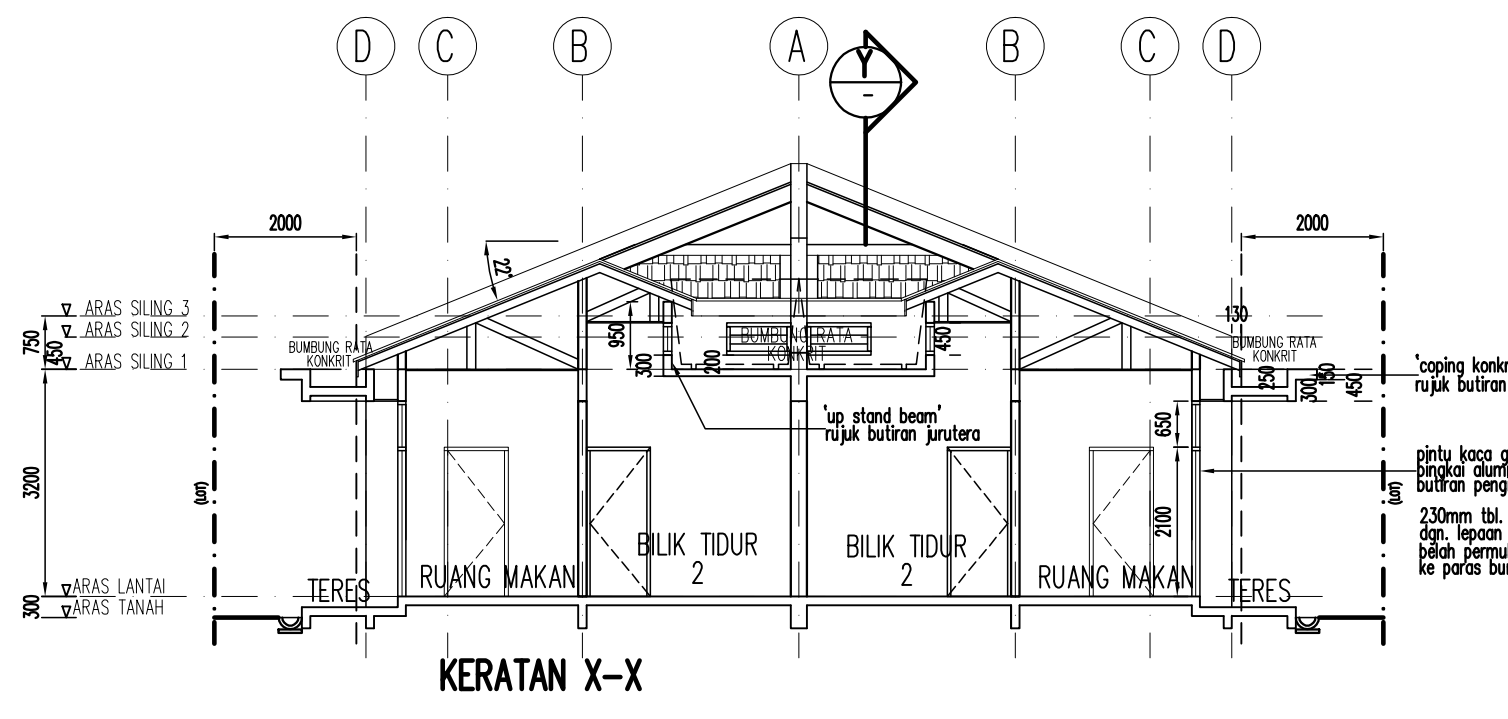 D
C
B
A
B
C
D
Y
-
2000
2000
22°
ARAS SILING 3
ARAS SILING 2
ARAS SILING 1
750
450
BUMBUNG RATA
KONKRIT
950
300
200
BUMBUNG RATA
KONKRIT
450
130
BUMBUNG RATA
KONKRIT
250
300
150
450
'coping konkr
rujuk butiran
'up stand beam'
rujuk butiran jurutera
650
2100
3200
(LOT)
(LOT)
pintu kaca g
bingkai alum
butiran peng
230mm tbl.
dgn. lepaan
belah permu
ke paras bu
TERES
RUANG MAKAN
BILIK TIDUR
2
BILIK TIDUR
2
RUANG MAKAN
TERES
ARAS LANTAI
ARAS TANAH
300
KERATAN X-X